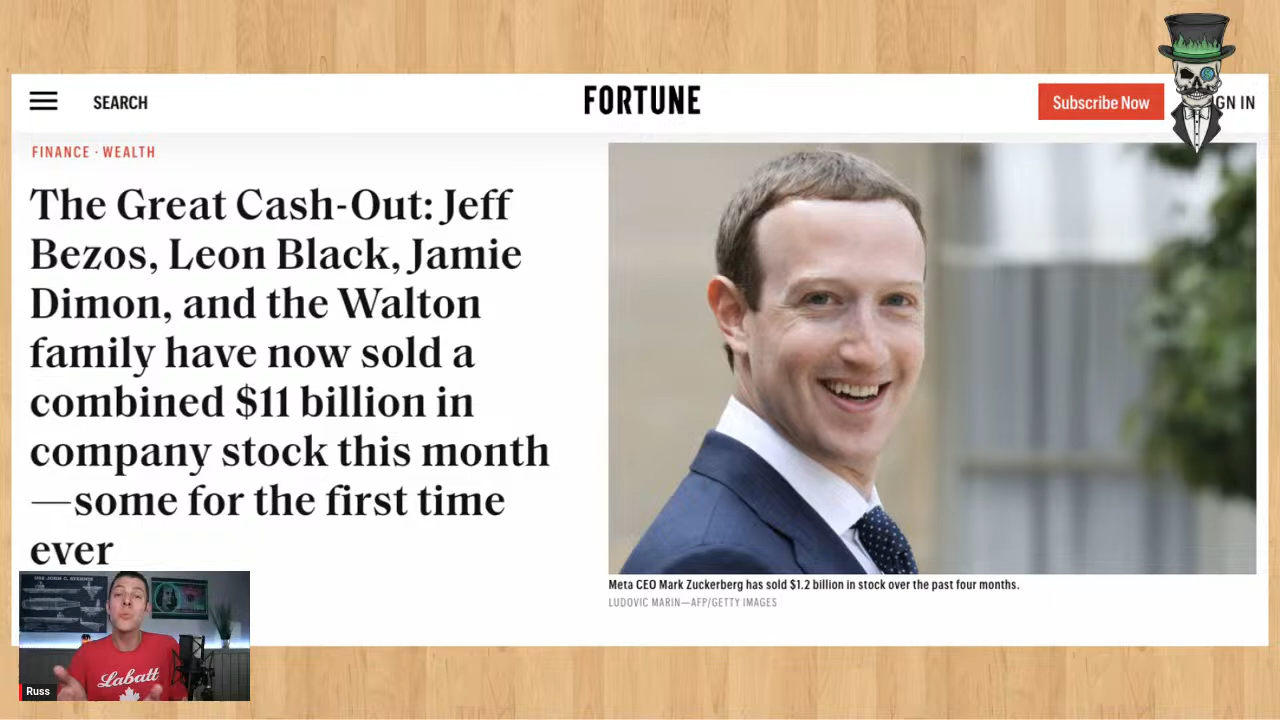 SEARCH
FORTUNE
Subscribe Now
GN IN
FINANCE · WEALTH
The Great Cash-Out: Jeff
Bezos, Leon Black, Jamie
Dimon, and the Walton
family have now sold a
combined $11 billion in
company stock this month
—some for the first time
ever
Meta CEO Mark Zuckerberg has sold $1.2 billion in stock over the past four months.
LUDOVIC MARIN—AFP/GETTY IMAGES
USS JOHN C. STENNIS
Labatt
Russ